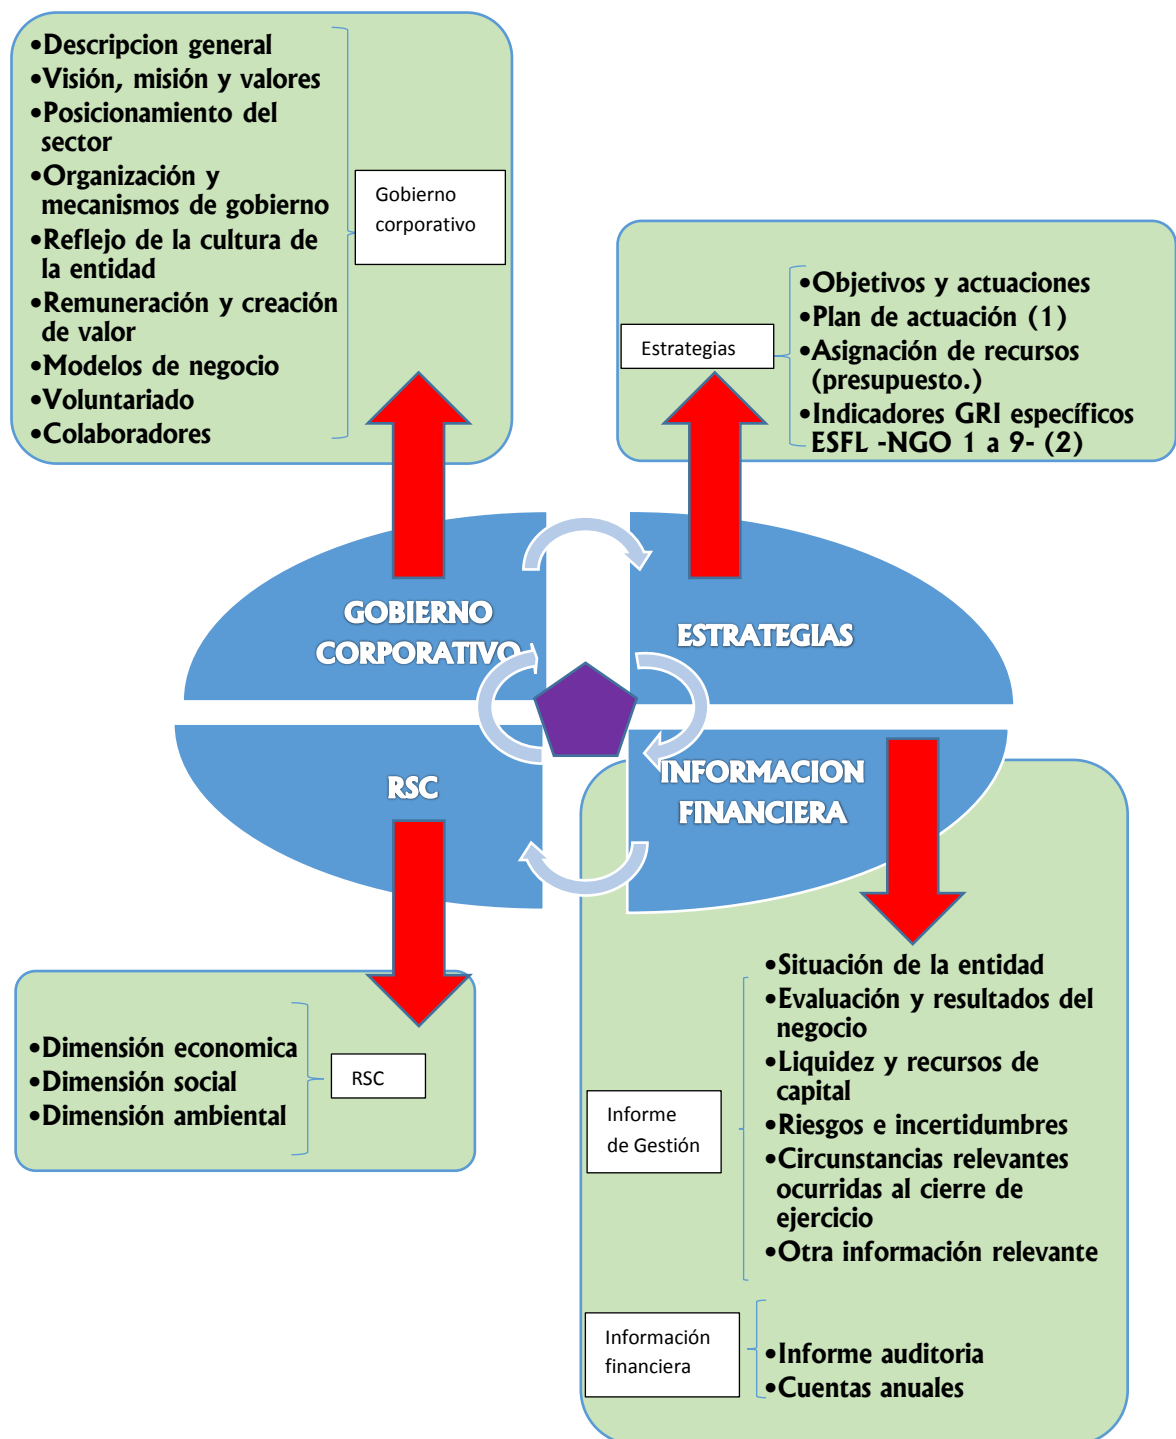 •Descripcion general
•Visión, misión y valores
•Posicionamiento del
sector
•Organización y
mecanismos de gobierno
•Reflejo de la cultura de
la entidad
•Remuneración y creación
de valor
•Modelos de negocio
•Voluntariado
•Colaboradores
Gobierno
corporativo
Estrategias
•Objetivos y actuaciones
•Plan de actuación (1)
•Asignación de recursos
(presupuesto.)
•Indicadores GRI específicos
ESFL -NGO 1 a 9- (2)
GOBIERNO
CORPORATIVO
ESTRATEGIAS
RSC
INFORMACION
FINANCIERA
•Dimensión economica
•Dimensión social
•Dimensión ambiental
RSC
Informe
de Gestión
•Situación de la entidad
•Evaluación y resultados del
negocio
•Liquidez y recursos de
capital
•Riesgos e incertidumbres
•Circunstancias relevantes
ocurridas al cierre de
ejercicio
•Otra información relevante
Información
financiera
•Informe auditoria
•Cuentas anuales